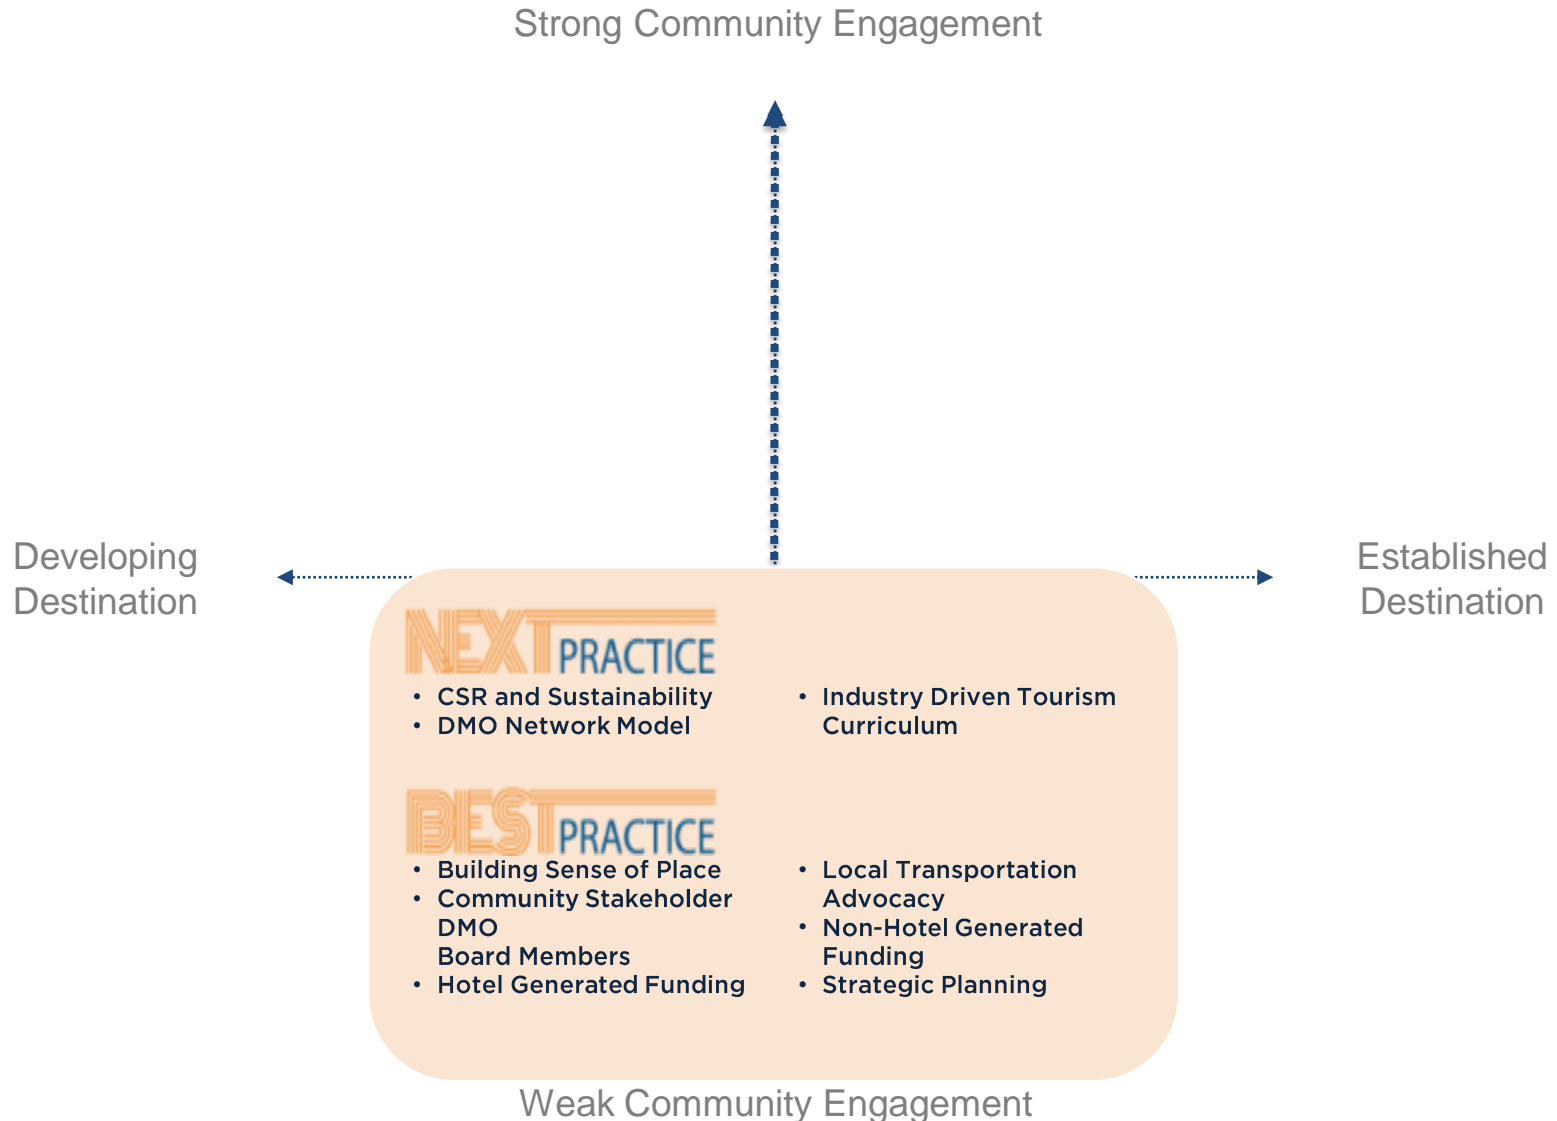 Strong Community Engagement
Developing
Destination
Established
Destination
NEXT PRACTICE
• CSR and Sustainability
• DMO Network Model
• Industry Driven Tourism
Curriculum
BEST PRACTICE
• Building Sense of Place
• Community Stakeholder
DMO
Board Members
• Hotel Generated Funding
• Local Transportation
Advocacy
• Non-Hotel Generated
Funding
• Strategic Planning
Weak Community Engagement